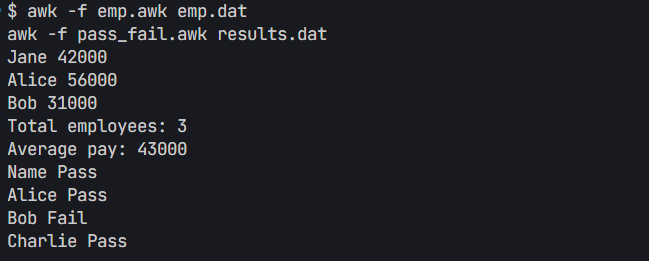 $ awk -f emp.awk emp.dat
awk -f pass_fail.awk results.dat
Jane 42000
Alice 56000
Bob 31000
Total employees: 3
Average pay: 43000
Name Pass
Alice Pass
Bob Fail
Charlie Pass